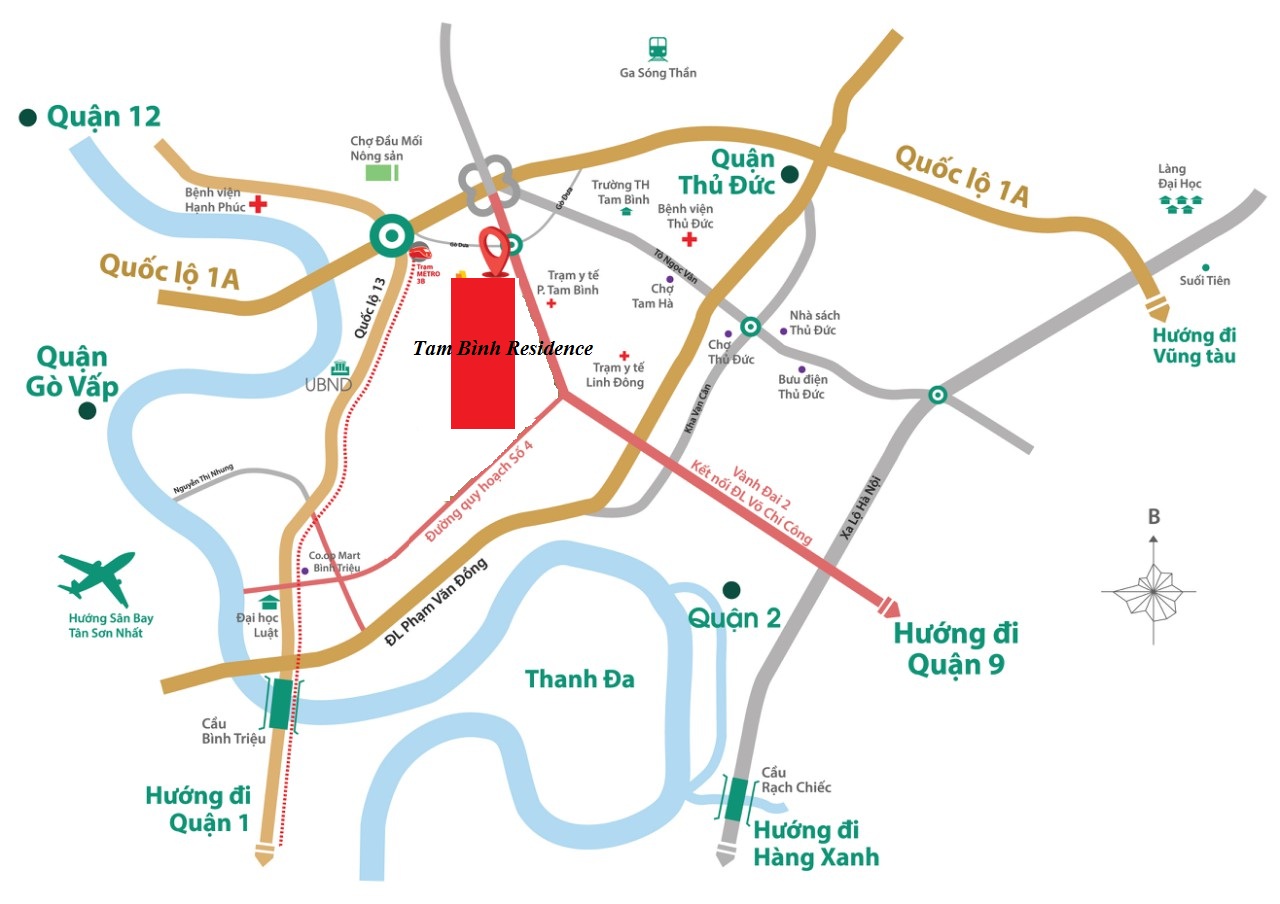 Ga Sóng Thần
Quận 12
Chợ Đầu Mối
Nông sản
Quận
Thủ Đức
Quốc lộ 1A
Làng
Đại Học
Bệnh viện
Hạnh Phúc
Trường TH
Tam Bình
Gò Dưa
Bệnh viện
Thủ Đức
Gò Dưa
Tô Ngọc Vân
Quốc lộ 1A
Trạm
METRO
3B
Trạm y tế
P. Tam Bình
Chợ
Tam Hà
Suối Tiên
Quốc lộ 13
Nhà sách
Thủ Đức
Hướng đi
Vũng tàu
Tam Bình Residence
Chợ
Thủ Đức
Quận
Gò Vấp
UBND
Trạm y tế
Linh Đông
Bưu điện
Thủ Đức
Kha Vạn Cân
Nguyễn Thị Nhung
Đường quy hoạch Số 4
Vành Đai 2
Kết nối ĐL Võ Chí Công
Xa Lộ Hà Nội
B
Co.op Mart
Bình Triệu
ĐL Phạm Văn Đồng
Hướng Sân Bay
Tân Sơn Nhất
Đại học
Luật
Quận 2
Hướng đi
Quận 9
Thanh Đa
Cầu
Bình Triệu
Cầu
Rạch Chiếc
Hướng đi
Quận 1
Hướng đi
Hàng Xanh